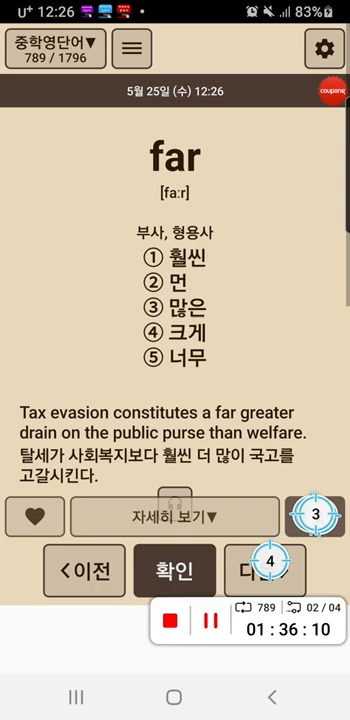 U+ 12:26 83%
중학영단어▼
789 / 1796
5월 25일 (수) 12:26
coupang
far
[faːr]
부사, 형용사
① 훨씬
② 먼
③ 많은
④ 크게
⑤ 너무
Tax evasion constitutes a far greater
drain on the public purse than welfare.
탈세가 사회복지보다 훨씬 더 많이 국고를
고갈시킨다.
자세히 보기▼
3
<이전
확인
4
789 02 / 04
01 : 36 : 10